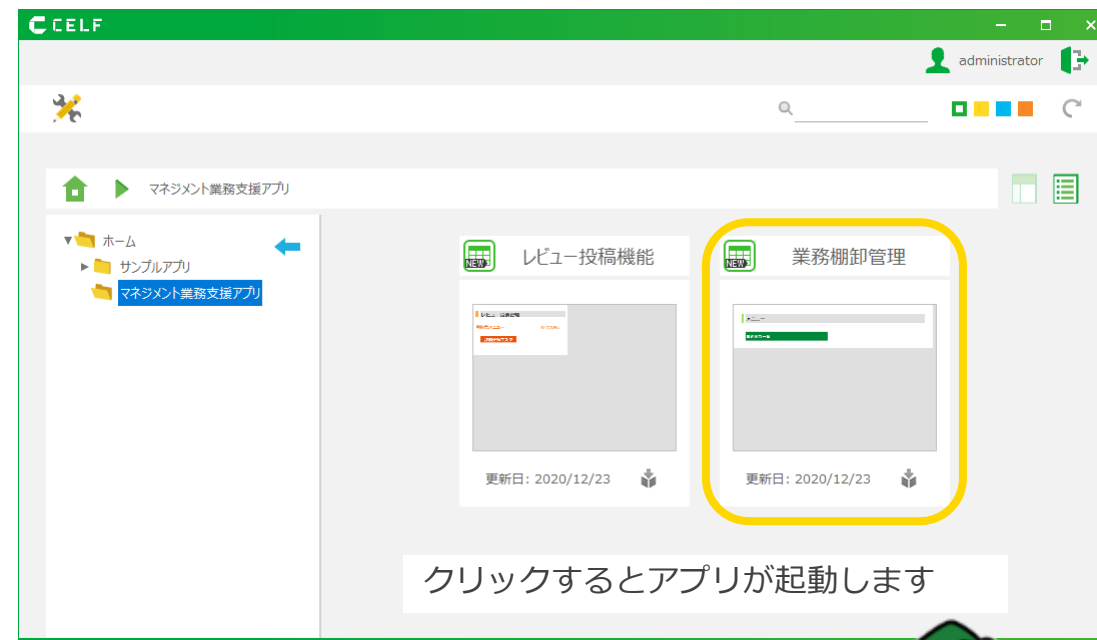 CELF
administrator
マネジメント業務支援アプリ
ホーム
サンプルアプリ
マネジメント業務支援アプリ
NEW
レビュー投稿機能
更新日: 2020/12/23
NEW
業務棚卸管理
メニュー
更新日: 2020/12/23
クリックするとアプリが起動します